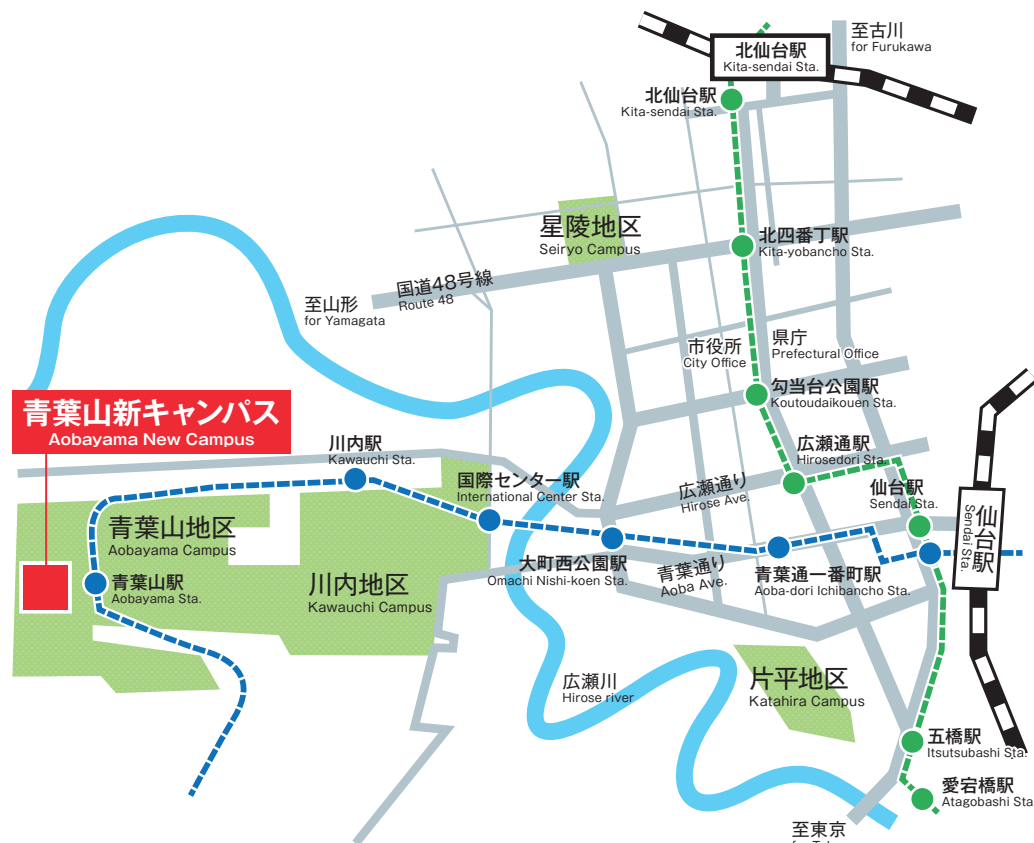 至古川
for Furukawa
北仙台駅
Kita-sendai Sta.
北仙台駅
Kita-sendai Sta.
星陵地区
Seiryo Campus
北四番丁駅
Kita-yobancho Sta.
国道48号線
Route 48
至山形
for Yamagata
市役所
City Office
県庁
Prefectural Office
勾当台公園駅
Koutoudaikouen Sta.
青葉山新キャンパス
Aobayama New Campus
川内駅
Kawauchi Sta.
広瀬通駅
Hirosedori Sta.
国際センター駅
International Center Sta.
広瀬通り
Hirose Ave.
仙台駅
Sendai Sta.
仙台駅
Sendai Sta.
青葉山地区
Aobayama Campus
大町西公園駅
Omachi Nishi-koen Sta.
青葉通り
Aoba Ave.
青葉通一番町駅
Aoba-dori Ichibancho Sta.
青葉山駅
Aobayama Sta.
川内地区
Kawauchi Campus
広瀬川
Hirose river
片平地区
Katahira Campus
五橋駅
Itsutsubashi Sta.
愛宕橋駅
Atagobashi Sta
至東京